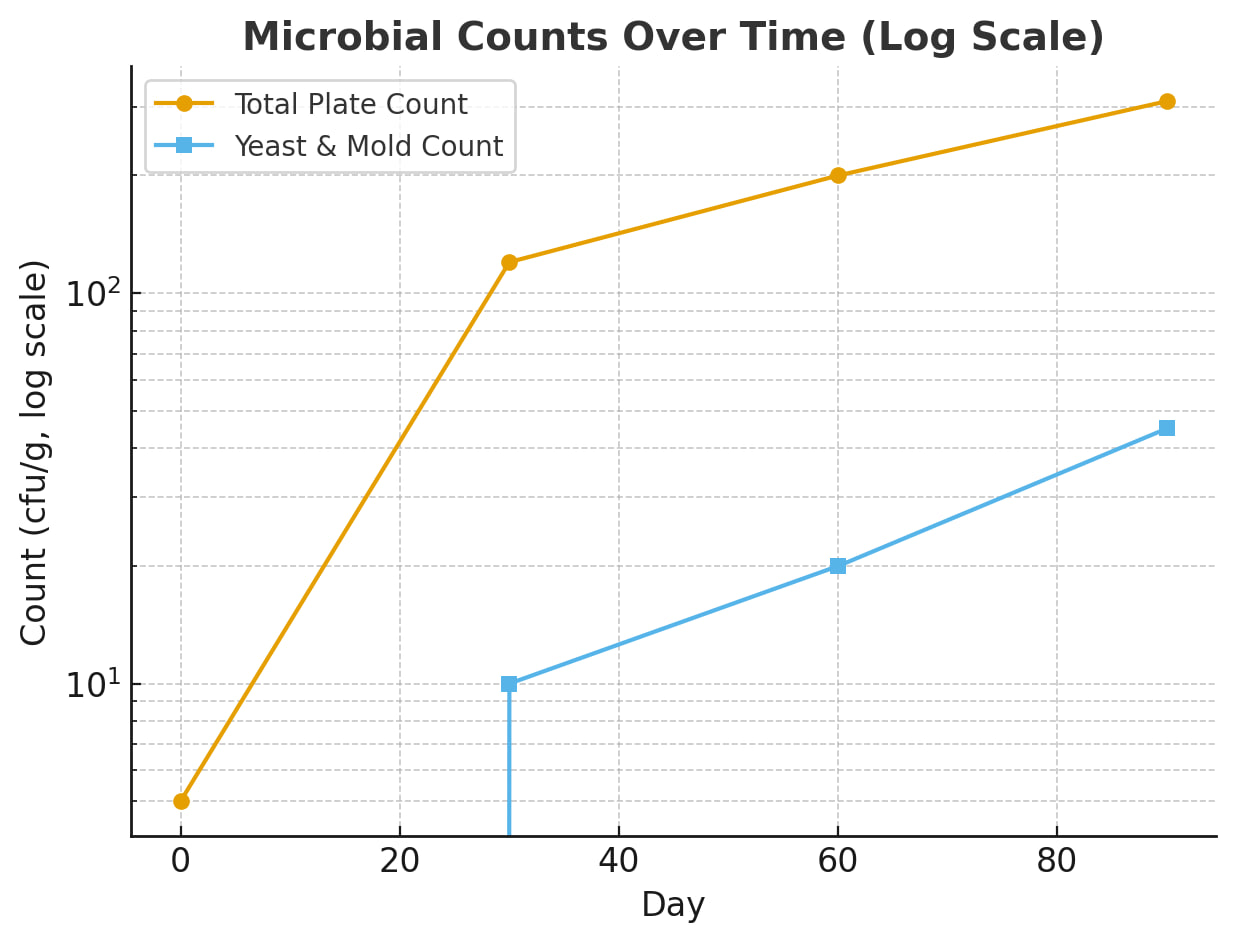 Microbial Counts Over Time (Log Scale)
Total Plate Count
Yeast & Mold Count
Count (cfu/g, log scale)
10²
10¹
0 20 40 60 80
Day